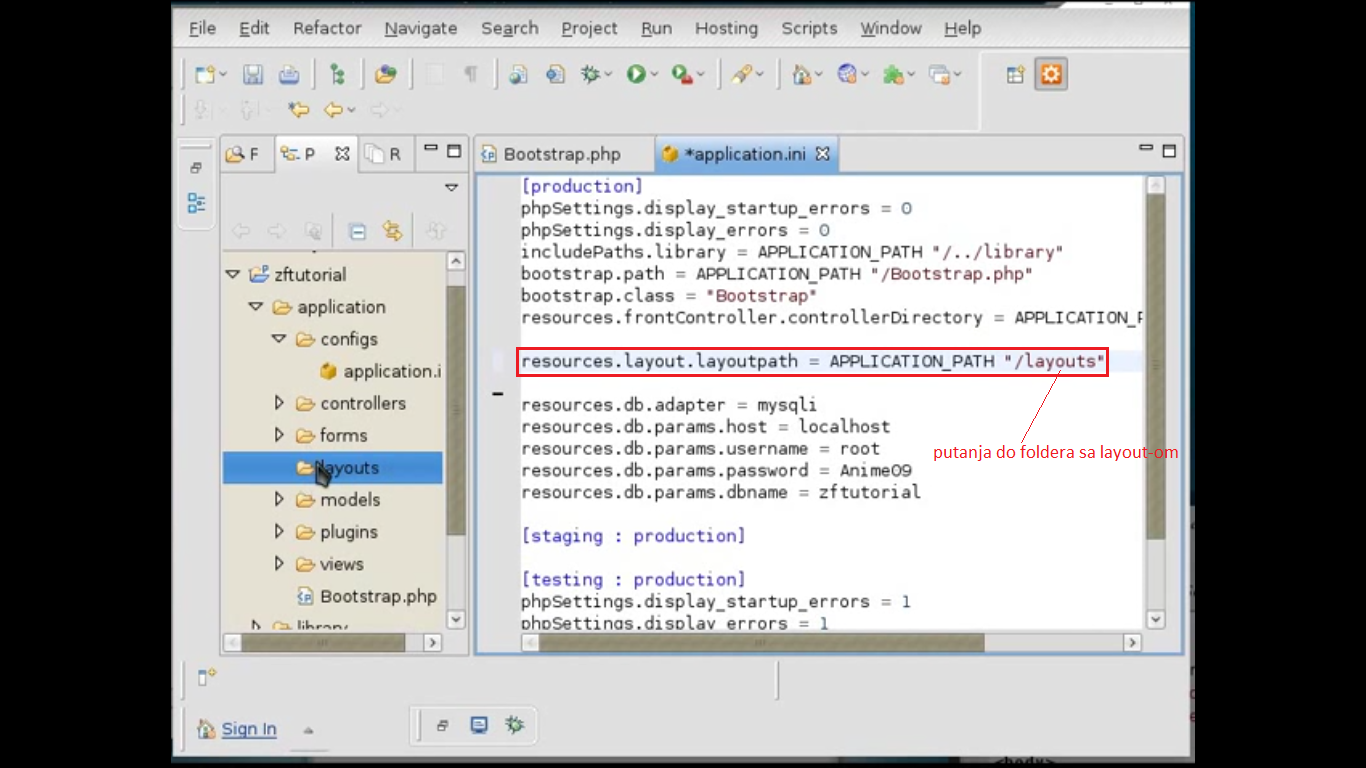 File Edit Refactor Navigate Search Project Run Hosting Scripts Window Help
F P R
Bootstrap.php *application.ini
zftutorial
application
configs
application.i
controllers
forms
layouts
models
plugins
views
Bootstrap.php
library
[production]
phpSettings.display_startup_errors = 0
phpSettings.display_errors = 0
includePaths.library = APPLICATION_PATH "/../library"
bootstrap.path = APPLICATION_PATH "/Bootstrap.php"
bootstrap.class = "Bootstrap"
resources.frontController.controllerDirectory = APPLICATION_P
resources.layout.layoutpath = APPLICATION_PATH "/layouts"
resources.db.adapter = mysqli
resources.db.params.host = localhost
resources.db.params.username = root
resources.db.params.password = Anime09
resources.db.params.dbname = zftutorial
putanja do foldera sa layout-om
[staging : production]
[testing : production]
phpSettings.display_startup_errors = 1
phpSettings.display_errors = 1
Sign In
<body>